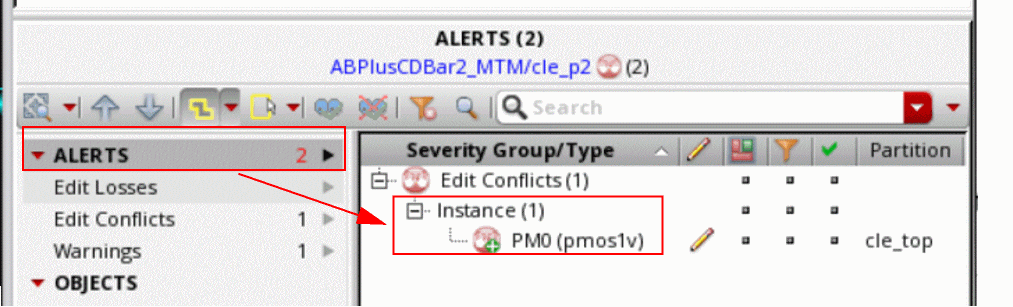 ALERTS (2)
ABPlusCDBar2_MTM/cle_p2 (2)
Search
ALERTS 2
Edit Losses
Edit Conflicts 1
Warnings 1
OBJECTS
Severity Group/Type Partition
Edit Conflicts (1)
Instance (1)
PM0 (pmos1v) cle_top